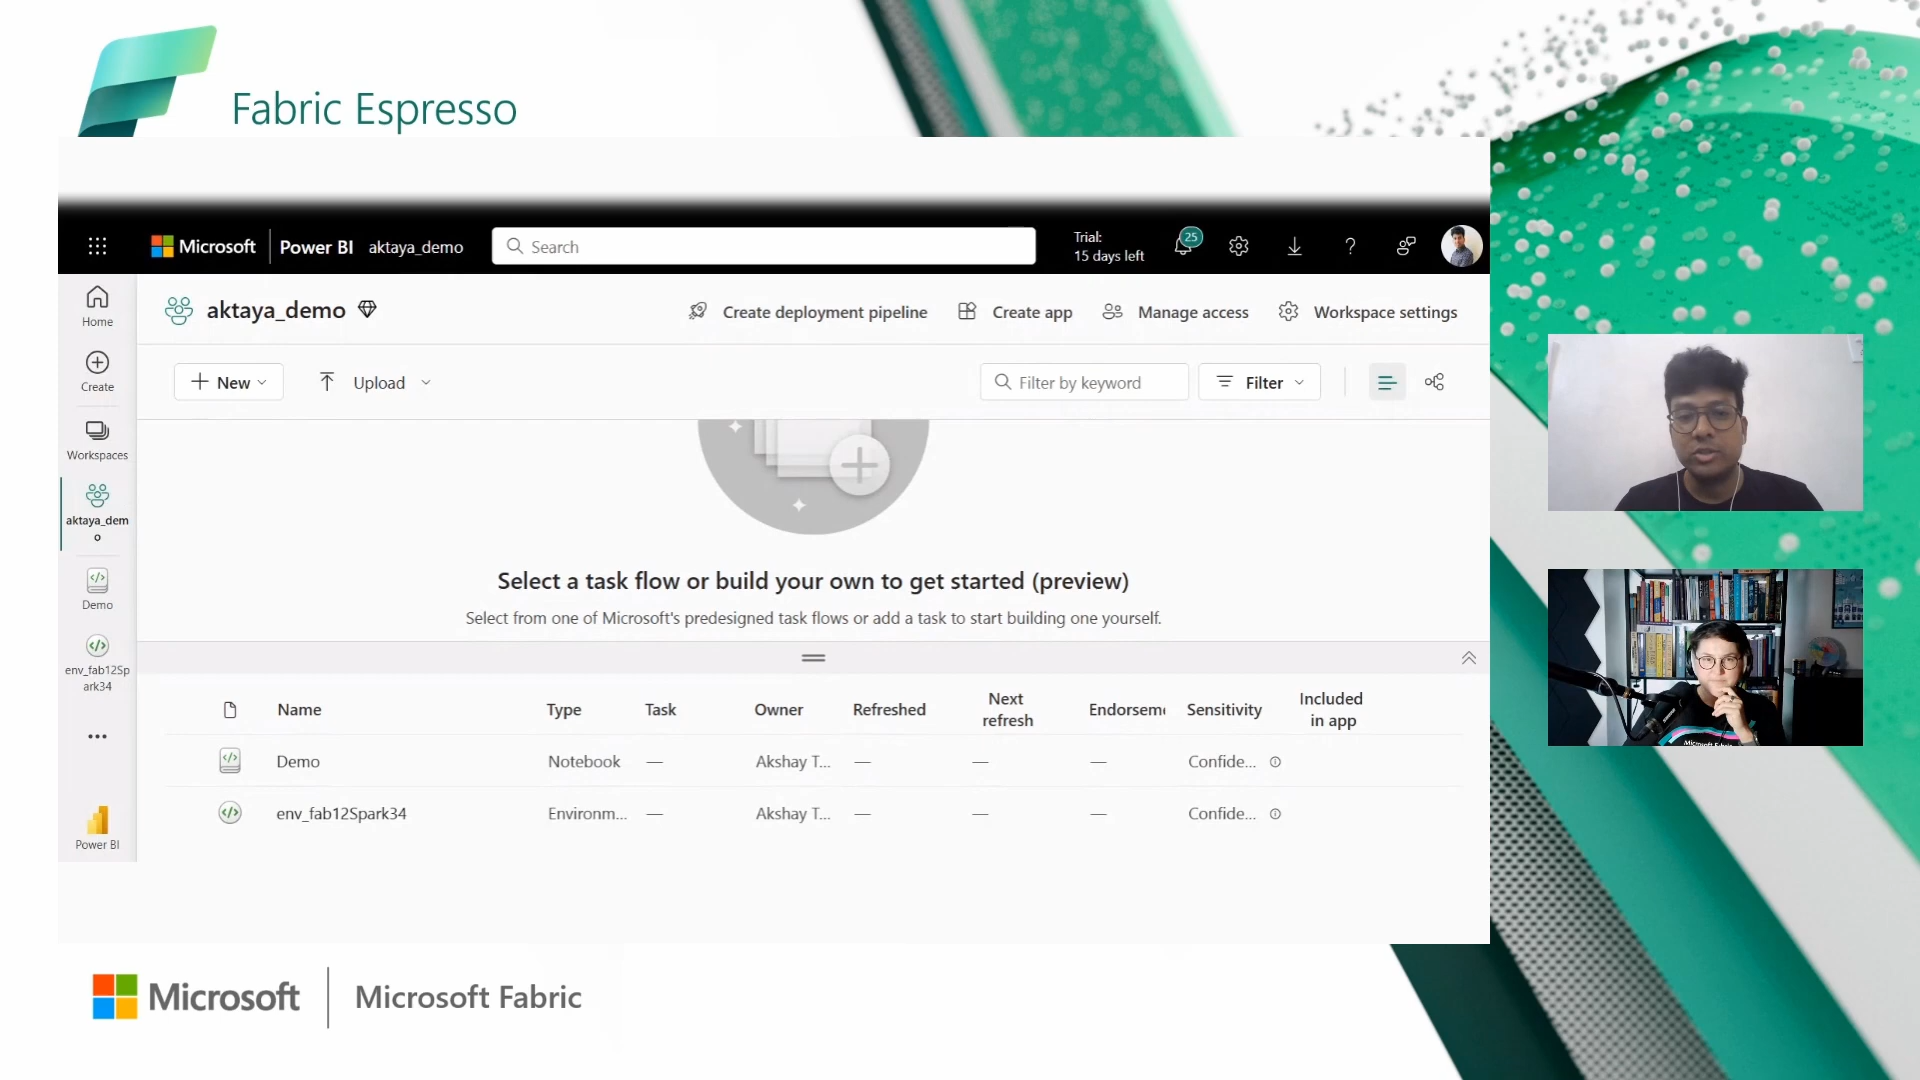 Fabric Espresso
Microsoft Power BI aktaya_demo Search Trial: 25
15 days left
Home
aktaya_demo Create deployment pipeline Create app Manage access Workspace settings
Create
New Upload Filter by keyword Filter
Workspaces
aktaya_dem
o
Demo
env_fab12Sp
ark34
Power BI
Select a task flow or build your own to get started (preview)
Select from one of Microsoft's predesigned task flows or add a task to start building one yourself.
Name Type Task Owner Refreshed Next refresh Endorseme Sensitivity Included in app
Demo Notebook — Akshay T... — — — Confide...
env_fab12Spark34 Environm... — Akshay T... — — — Confide...
Microsoft Fabric
Microsoft Microsoft Fabric